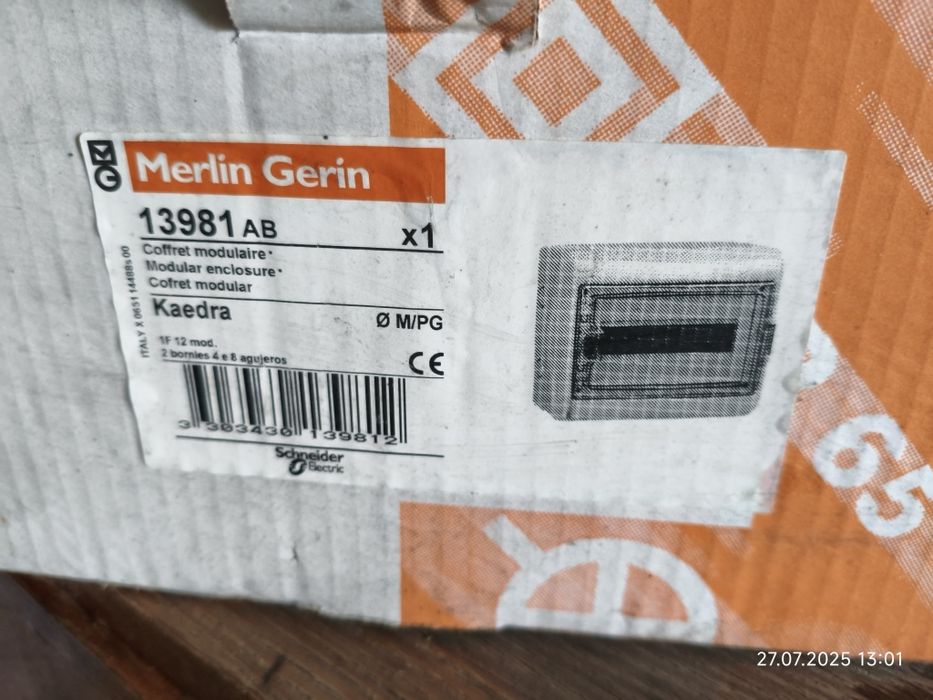 Merlin Gerin
13981 AB
x1
Coffret modulaire •
Modular enclosure •
Cofret modular
Kaedra
Ø M/PG
1F 12 mod.
2 bornies 4 e 8 agujeros
CE
3 303430 139812
Schneider
Electric
65
27.07.2025 13:01